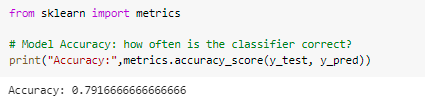 from sklearn import metrics
# Model Accuracy: how often is the classifier correct?
print("Accuracy:",metrics.accuracy_score(y_test, y_pred))
Accuracy: 0.7916666666666666